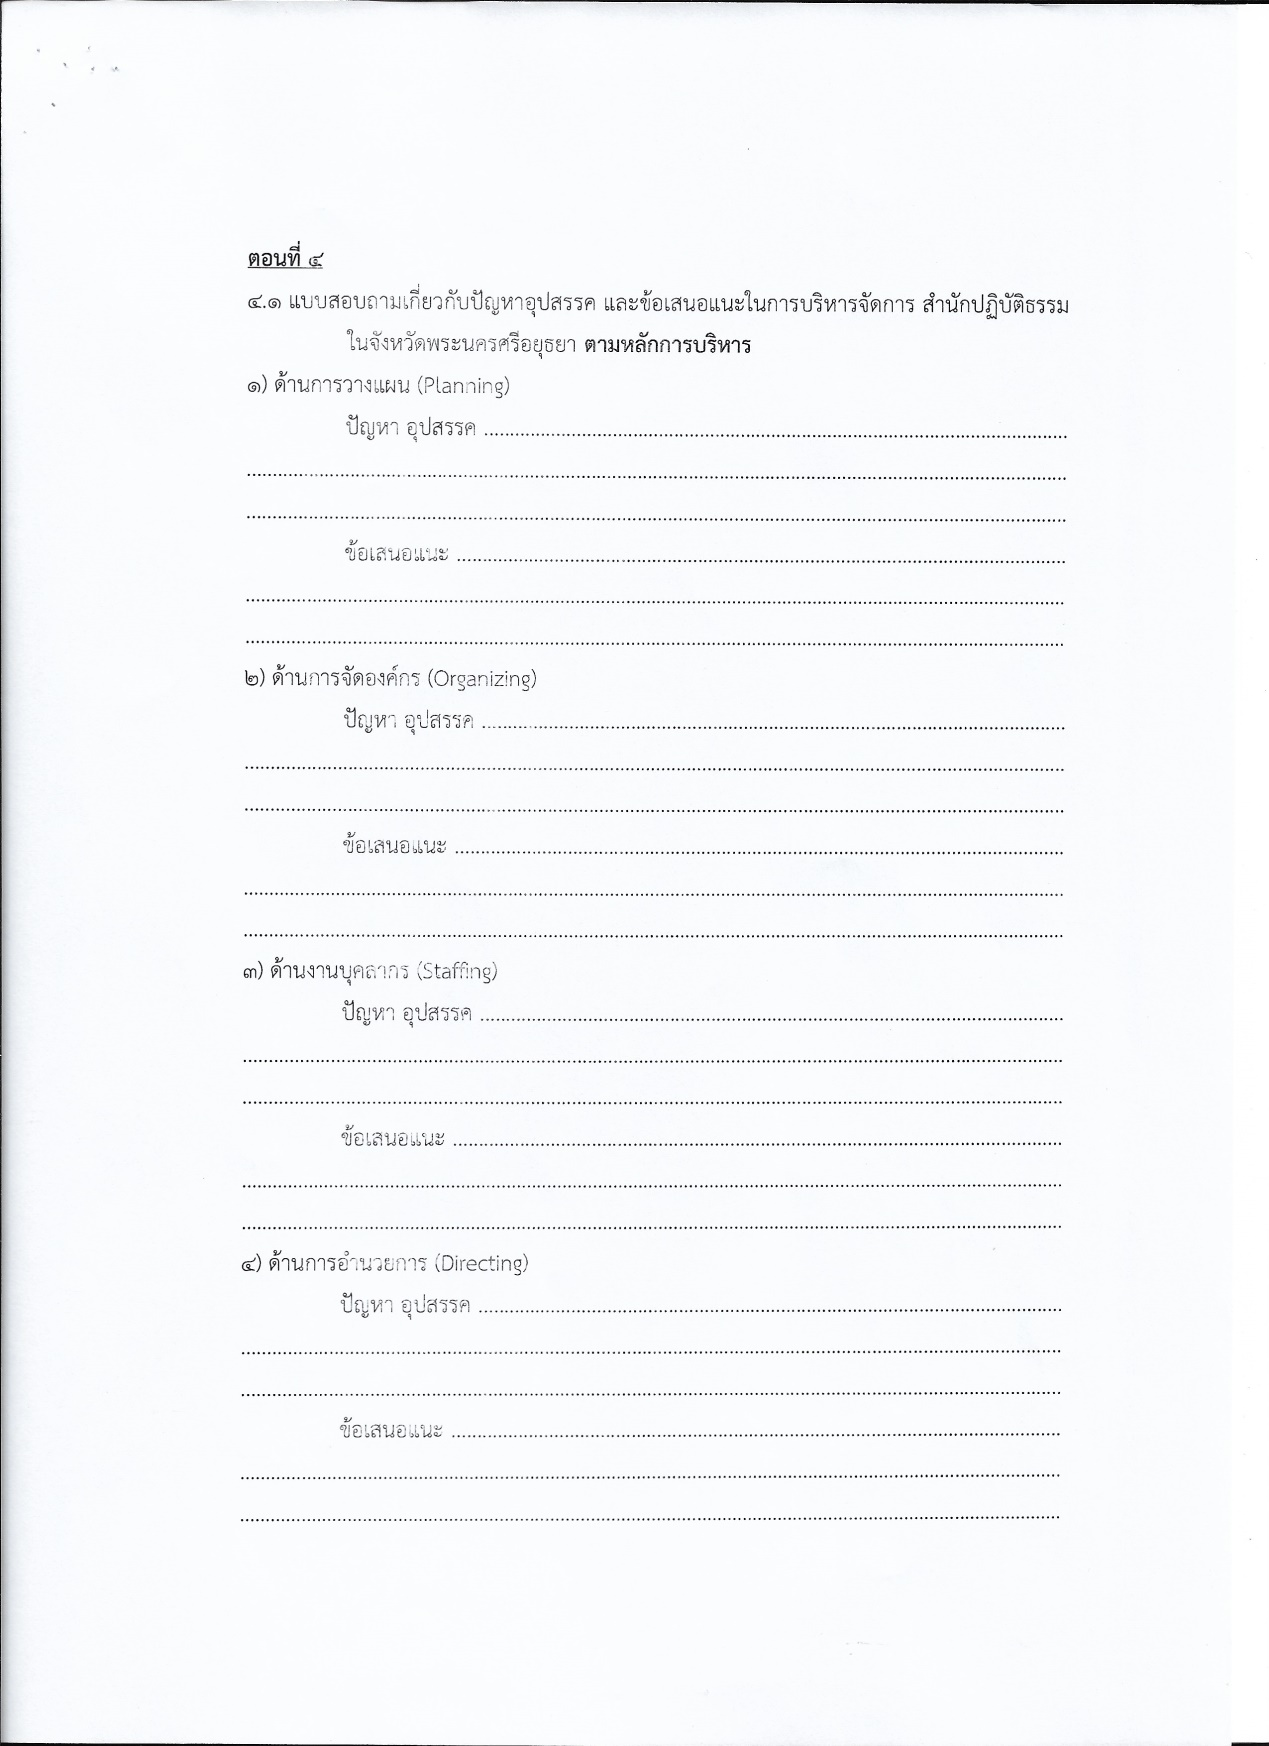 ตอนที่ ๔
๔.๑ แบบสอบถามเกี่ยวกับปัญหาอุปสรรค และข้อเสนอแนะในการบริหารจัดการ สำนักปฏิบัติธรรม
ในจังหวัดพระนครศรีอยุธยา ตามหลักการบริหาร
๑) ด้านการวางแผน (Planning)
ปัญหา อุปสรรค ................................................................
................................................................
................................................................
ข้อเสนอแนะ ................................................................
................................................................
................................................................
๒) ด้านการจัดองค์กร (Organizing)
ปัญหา อุปสรรค ................................................................
................................................................
................................................................
ข้อเสนอแนะ ................................................................
................................................................
................................................................
๓) ด้านงานบุคลากร (Staffing)
ปัญหา อุปสรรค ................................................................
................................................................
................................................................
ข้อเสนอแนะ ................................................................
................................................................
................................................................
๔) ด้านการอำนวยการ (Directing)
ปัญหา อุปสรรค ................................................................
................................................................
................................................................
ข้อเสนอแนะ ................................................................
................................................................
................................................................